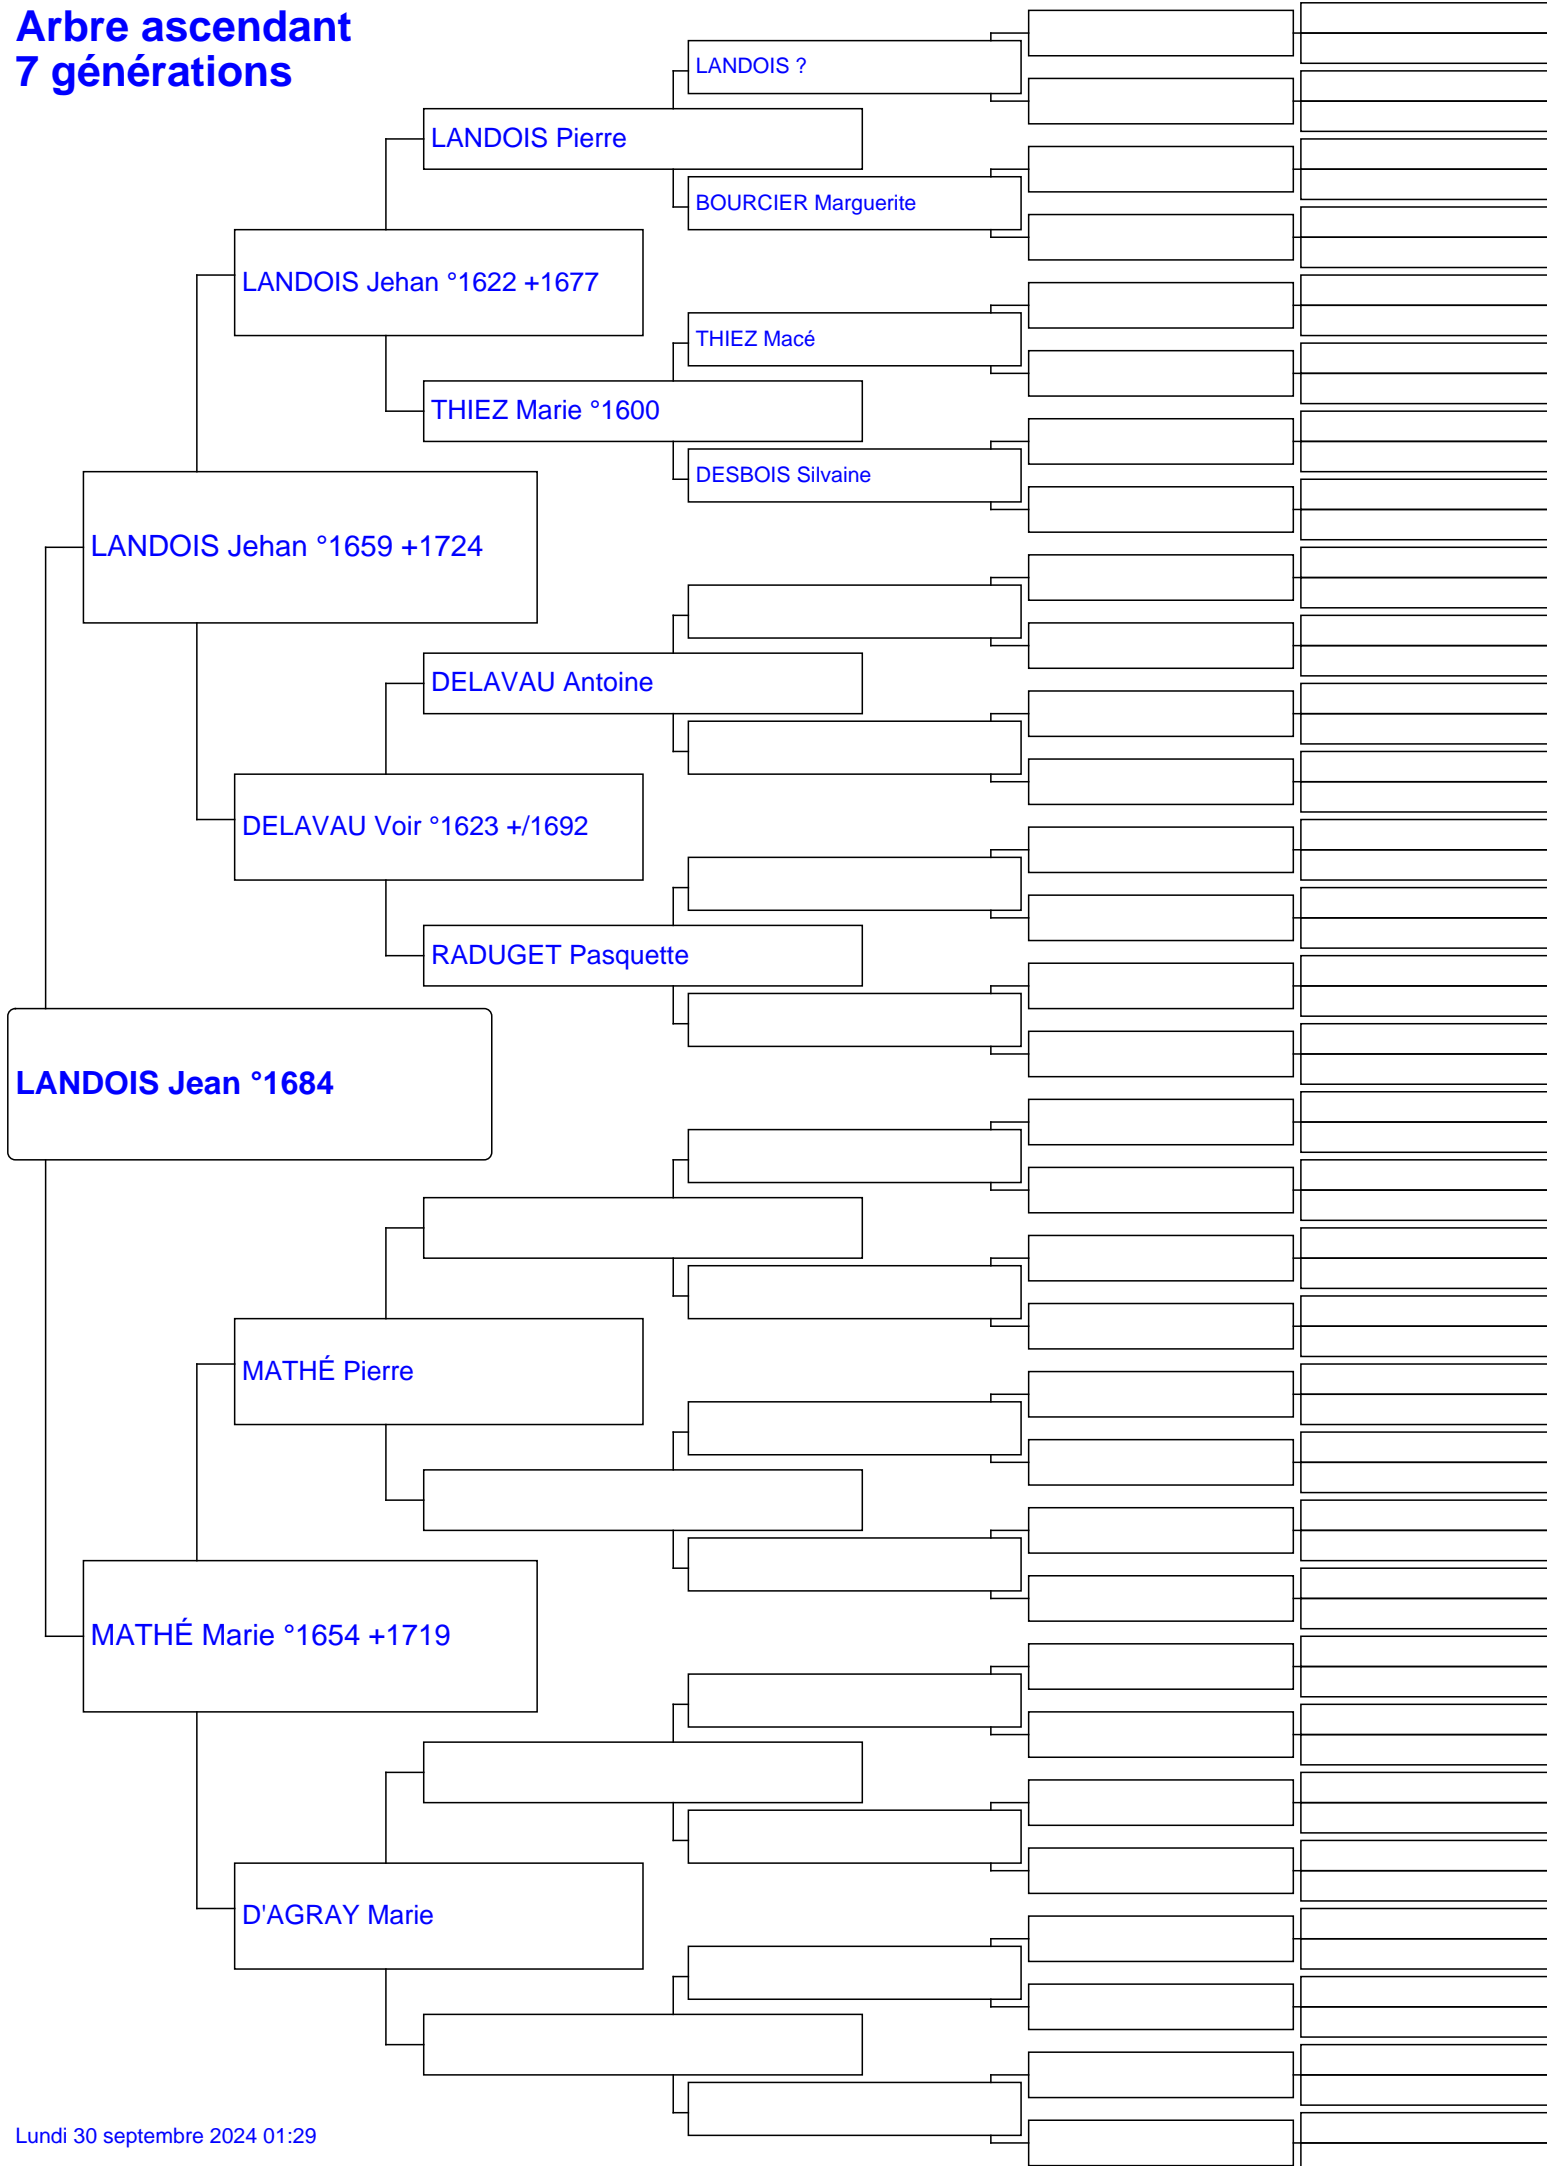 Arbre ascendant
7 générations
LANDOIS ?
LANDOIS Pierre
BOURCIER Marguerite
LANDOIS Jehan °1622 +1677
THIEZ Macé
THIEZ Marie °1600
DESBOIS Silvaine
LANDOIS Jehan °1659 +1724
DELAVAU Antoine
DELAVAU Voir °1623 +/1692
RADUGET Pasquette
LANDOIS Jean °1684
MATHÉ Pierre
MATHÉ Marie °1654 +1719
D'AGRAY Marie
Lundi 30 septembre 2024 01:29